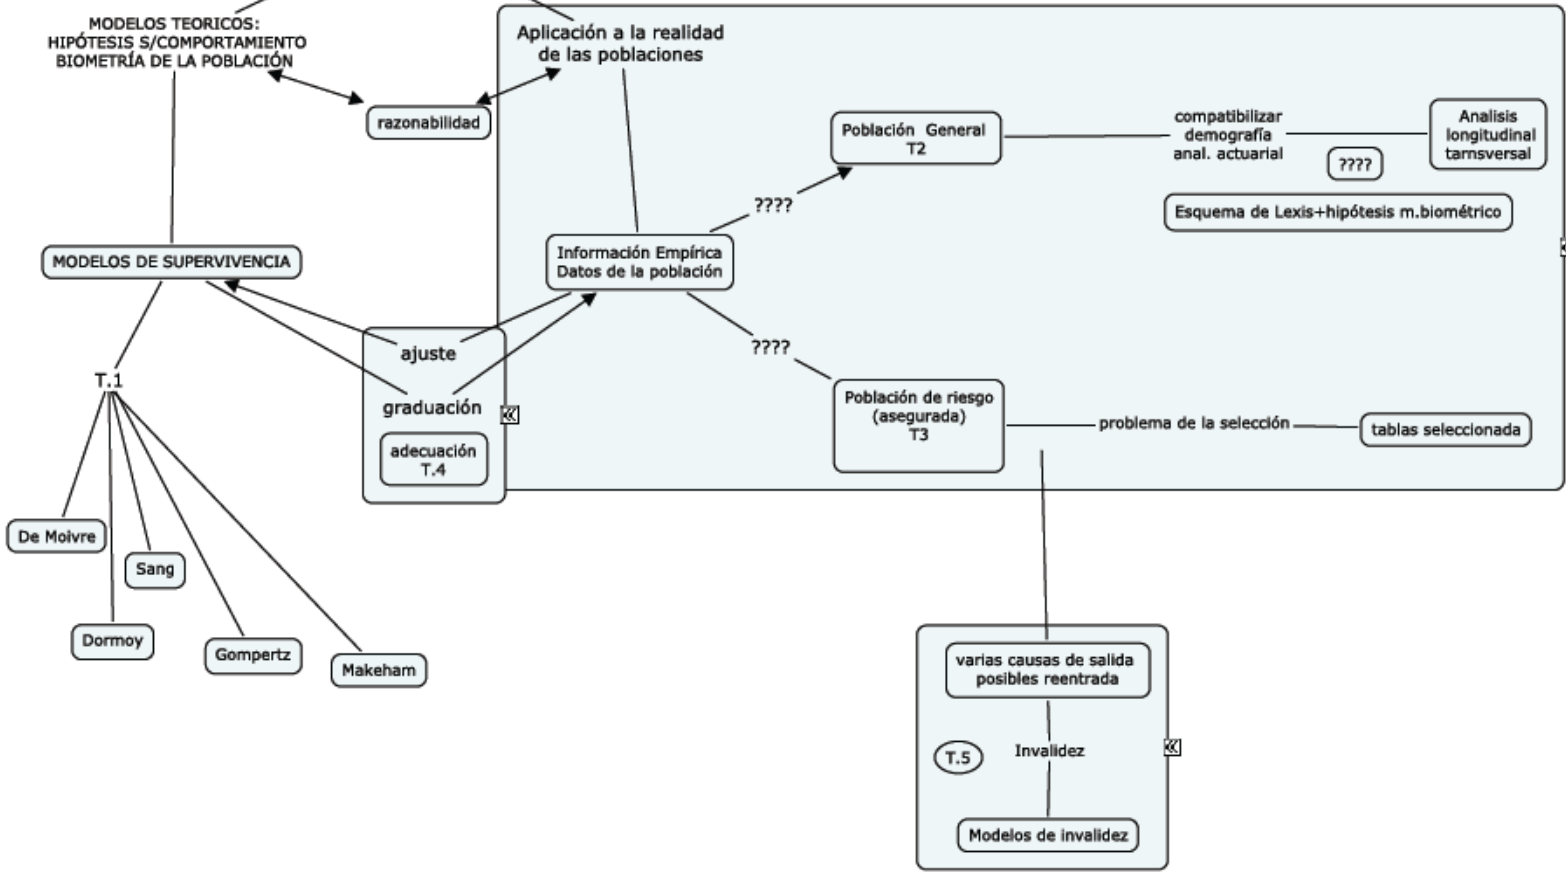 MODELOS TEORICOS:
HIPÓTESIS S/COMPORTAMIENTO
BIOMETRÍA DE LA POBLACIÓN
Aplicación a la realidad
de las poblaciones
razonabilidad
Población General
T2
compatibilizar
demografía
anal. actuarial
Analisis
longitudinal
tarnsversal
????
Esquema de Lexis+hipótesis m.biométrico
????
MODELOS DE SUPERVIVENCIA
Información Empírica
Datos de la población
????
ajuste
graduación
adecuación
T.4
T.1
Población de riesgo
(asegurada)
T3
problema de la selección
tablas seleccionada
De Moivre
Sang
Dormoy
Gompertz
Makeham
varias causas de salida
posibles reentrada
T.5
Invalidez
Modelos de invalidez